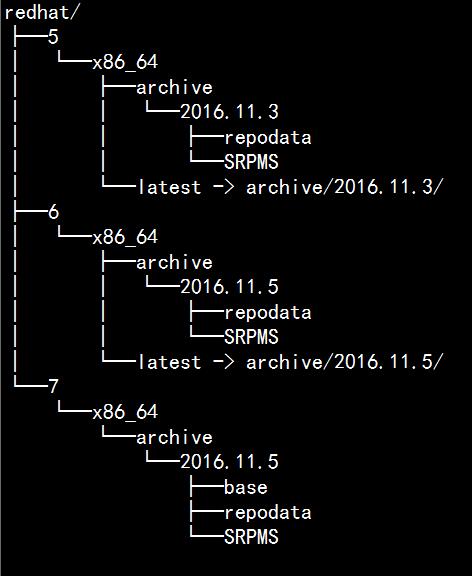 redhat/
├──5
│   └──x86_64
│       ├──archive
│       │   └──2016.11.3
│       │       ├──repodata
│       │       └──SRPMS
│       └──latest -> archive/2016.11.3/
├──6
│   └──x86_64
│       ├──archive
│       │   └──2016.11.5
│       │       ├──repodata
│       │       └──SRPMS
│       └──latest -> archive/2016.11.5/
└──7
    └──x86_64
        └──archive
            └──2016.11.5
                ├──base
                ├──repodata
                └──SRPMS